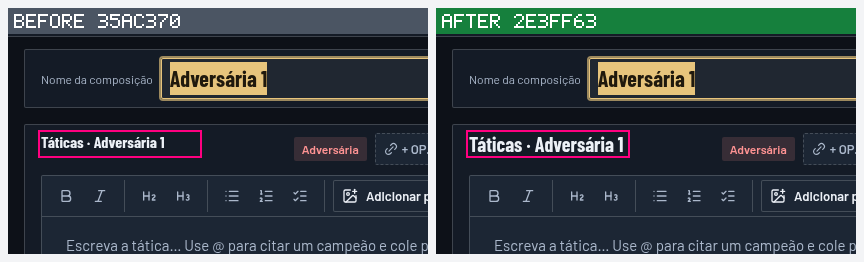 BEFORE 35AC370
Nome da composição
Adversária 1
Táticas · Adversária 1
Adversária
+ OP.
B I H2 H3
Adicionar p
Escreva a tática... Use @ para citar um campeão e cole p
AFTER 2E3FF63
Nome da composição
Adversária 1
Táticas · Adversária 1
Adversária
+ OP.
B I H2 H3
Adicionar p
Escreva a tática... Use @ para citar um campeão e cole p